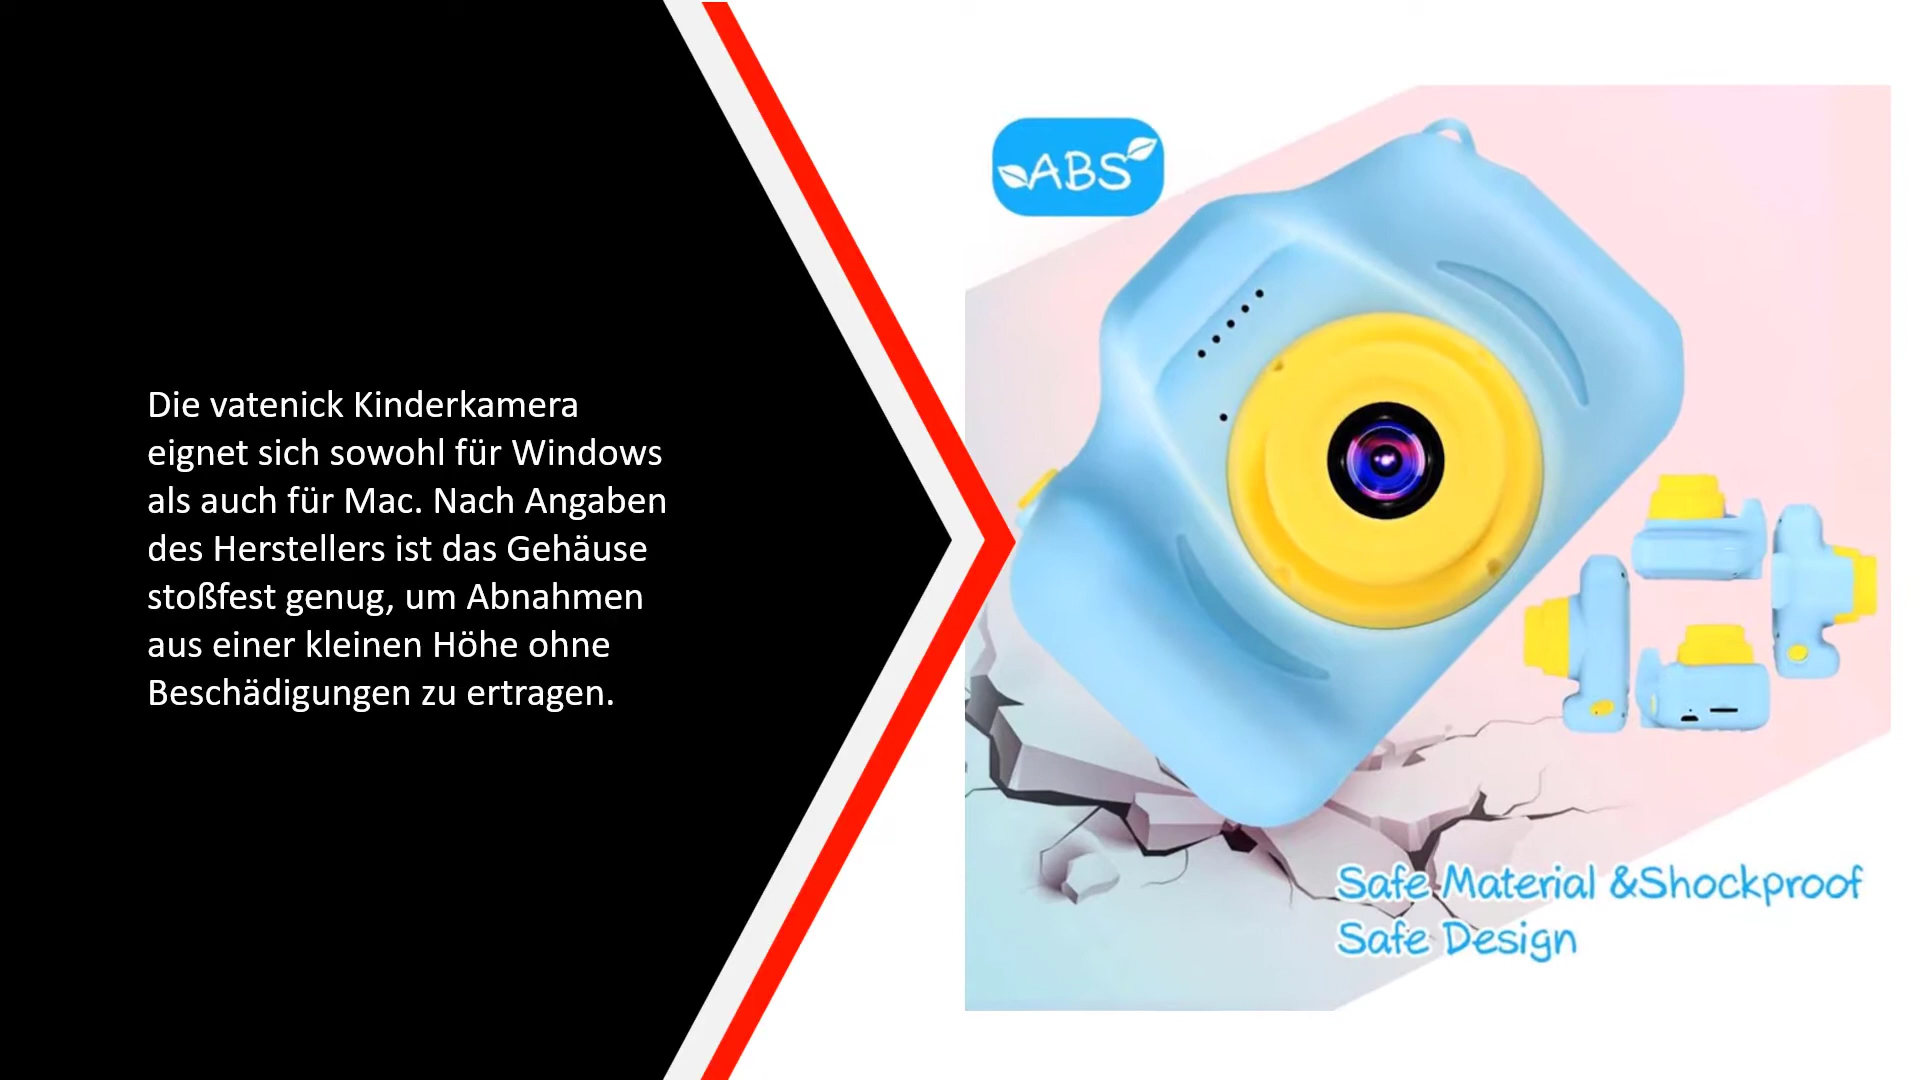 Die vatenick Kinderkamera
eignet sich sowohl für Windows
als auch für Mac. Nach Angaben
des Herstellers ist das Gehäuse
stoßfest genug, um Abnahmen
aus einer kleinen Höhe ohne
Beschädigungen zu ertragen.
ABS
Safe Material &Shockproof
Safe Design